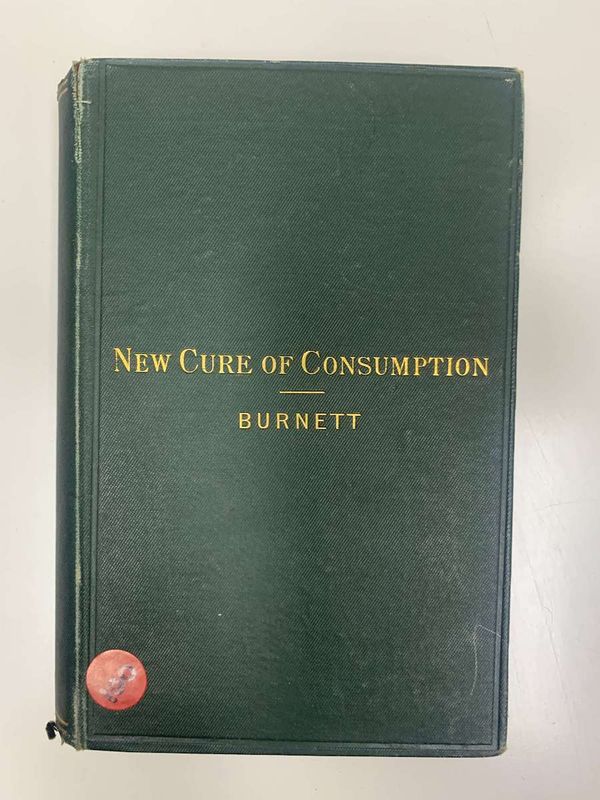 NEW CURE OF CONSUMPTION
BURNETT